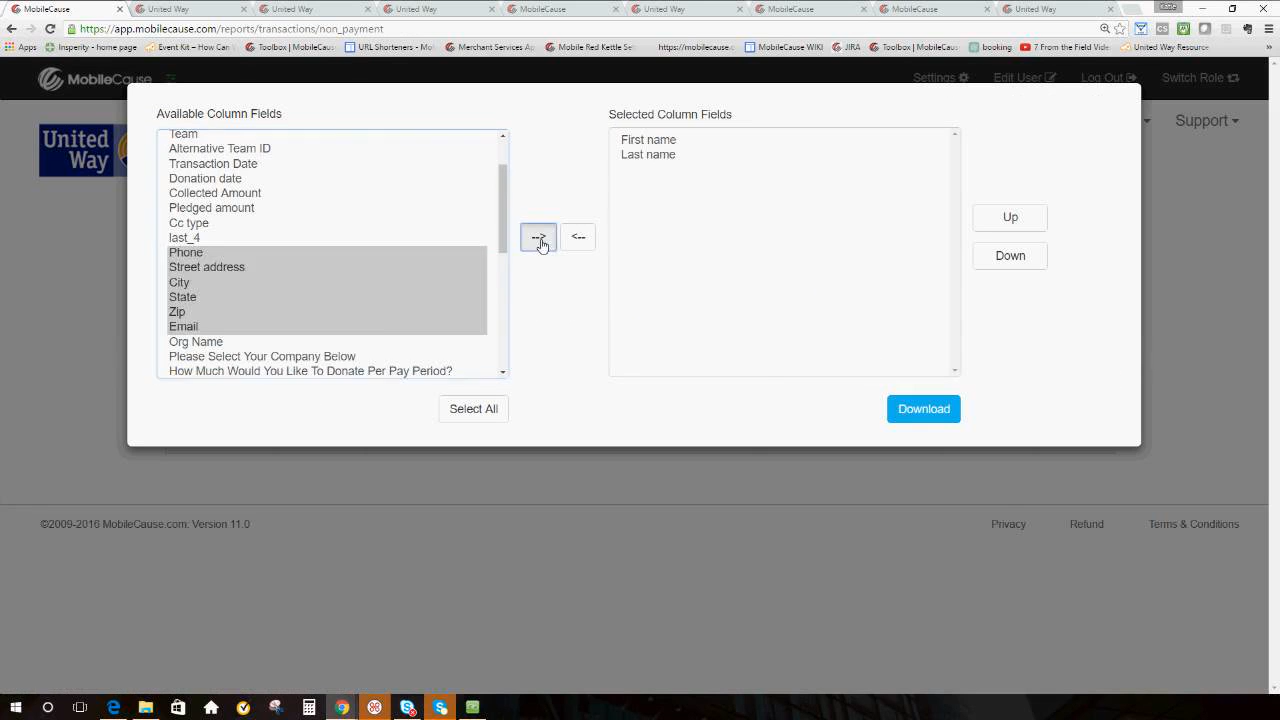 MobileCause
United Way
United Way
United Way
MobileCause
United Way
MobileCause
MobileCause
United Way
https://app.mobilecause.com/reports/transactions/non_payment
Apps
Insperity - home page
Event Kit – How Can
Toolbox | MobileCaus
URL Shorteners - Mo
Merchant Services Ap
Mobile Red Kettle Se
https://mobilecause.c
MobileCause WIKI
JIRA
Toolbox | MobileCaus
booking
7 From the Field Vide
United Way Resource
MobileCause
Settings
Edit User
Log Out
Switch Role
United Way
Support
Available Column Fields
Team
Alternative Team ID
Transaction Date
Donation date
Collected Amount
Pledged amount
Cc type
last_4
Phone
Street address
City
State
Zip
Email
Org Name
Please Select Your Company Below
How Much Would You Like To Donate Per Pay Period?
Select All
-->
<--
Selected Column Fields
First name
Last name
Download
Up
Down
©2009-2016 MobileCause.com: Version 11.0
Privacy
Refund
Terms & Conditions